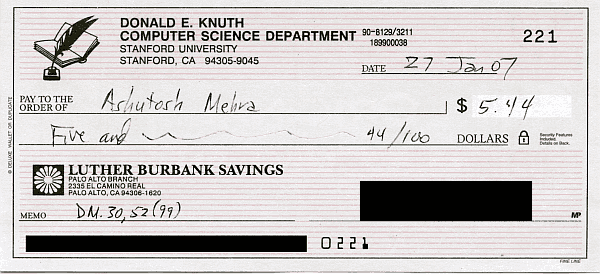 DONALD E. KNUTH
COMPUTER SCIENCE DEPARTMENT 90-8129/3211 221
STANFORD UNIVERSITY 189900038
STANFORD, CA 94305-9045
DATE 27 Jan 07
PAY TO THE
ORDER OF Ashutosh Mehra $ 5.44
Five and 44/100 DOLLARS Security Features Included. Details on Back.
LUTHER BURBANK SAVINGS
PALO ALTO BRANCH
2335 EL CAMINO REAL
PALO ALTO, CA 94306-1620
MEMO DM.30,52(99) MP
0221
FINE LINE
© DELUXE WALLET OR DUPLICATE